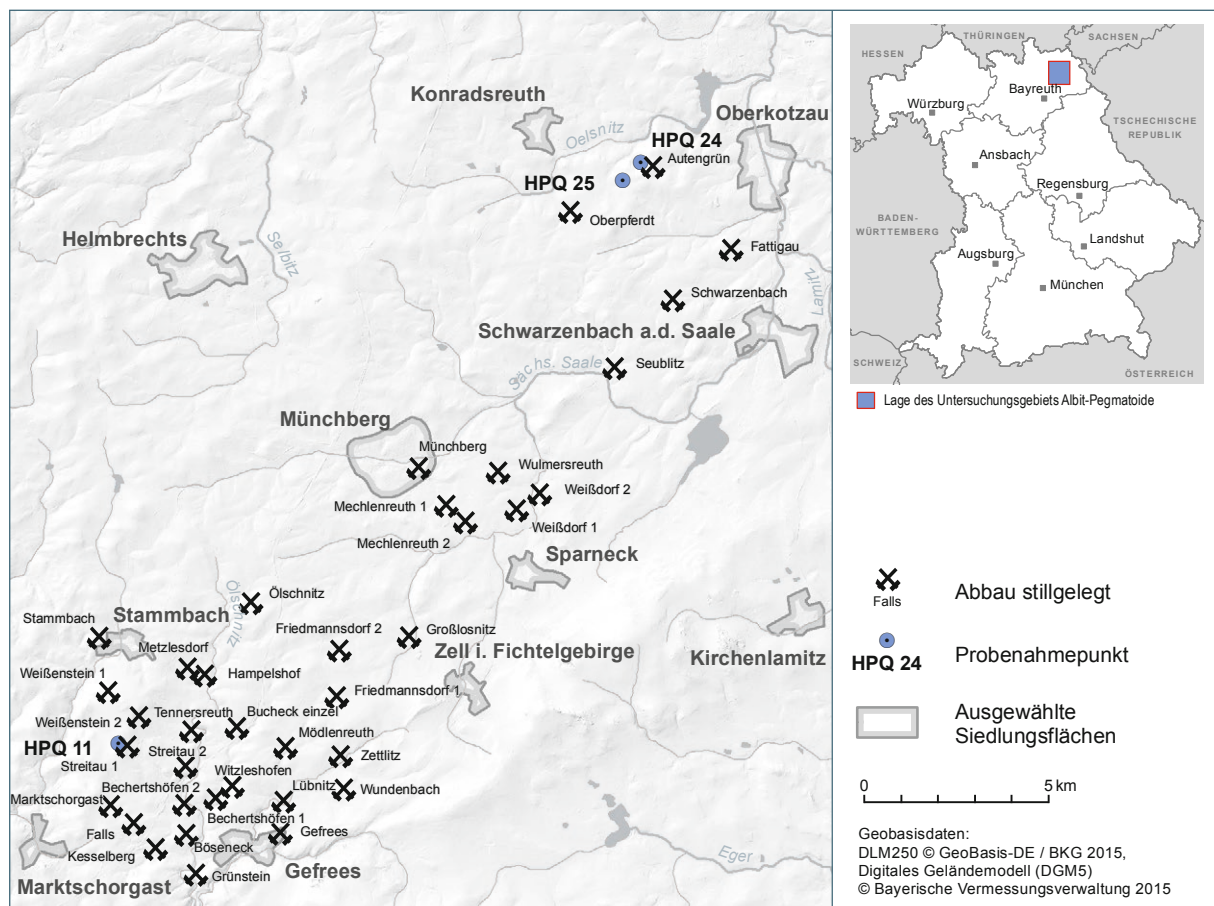 Konradsreuth
Oelsnitz
Oberkotzau
HPQ 24
Autengrün
HPQ 25
Oberpferdt
Helmbrechts
Selbitz
Fattigau
Lamitz
Schwarzenbach
Schwarzenbach a.d. Saale
Sächs. Saale
Seublitz
Münchberg
Münchberg
Wulmersreuth
Weißdorf 2
Mechlenreuth 1
Weißdorf 1
Mechlenreuth 2
Sparneck
Ölschnitz
Ölschnitz
Stammbach
Stammbach
Friedmannsdorf 2
Großlosnitz
Metzlesdorf
Zell i. Fichtelgebirge
Kirchenlamitz
Weißenstein 1
Hampelshof
Friedmannsdorf 1
Weißenstein 2
Tennersreuth
Bucheck einzel
Mödlenreuth
HPQ 11
Streitau 2
Zettlitz
Streitau 1
Witzleshofen
Bechertshöfen 2
Lübnitz
Wundenbach
Marktschorgast
Bechertshöfen 1
Falls
Gefrees
Böseneck
Kesselberg
Eger
Gefrees
Grünstein
Marktschorgast
THÜRINGEN
SACHSEN
HESSEN
Bayreuth
Würzburg
TSCHECHISCHE
REPUBLIK
Ansbach
Regensburg
BADEN-
WÜRTTEMBERG
Landshut
Augsburg
München
SCHWEIZ
ÖSTERREICH
Lage des Untersuchungsgebiets Albit-Pegmatoide
Falls
Abbau stillgelegt
HPQ 24
Probenahmepunkt
Ausgewählte
Siedlungsflächen
0 5 km
Geobasisdaten:
DLM250 © GeoBasis-DE / BKG 2015,
Digitales Geländemodell (DGM5)
© Bayerische Vermessungsverwaltung 2015